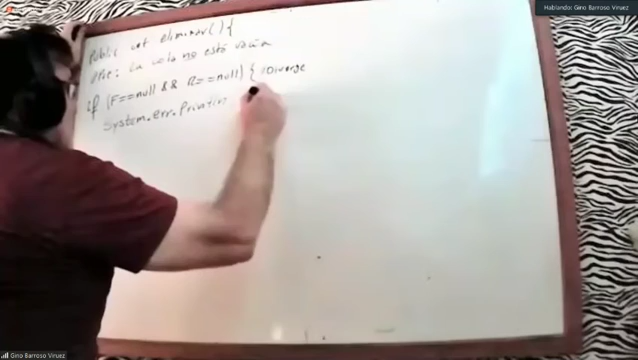 Hablando: Gino Barroso Viruez
Public int eliminar(){
//Pre: La cola no está vacía
if (F==null && R==null) { //Diverge
System.err.Println
Gino Barroso Viruez